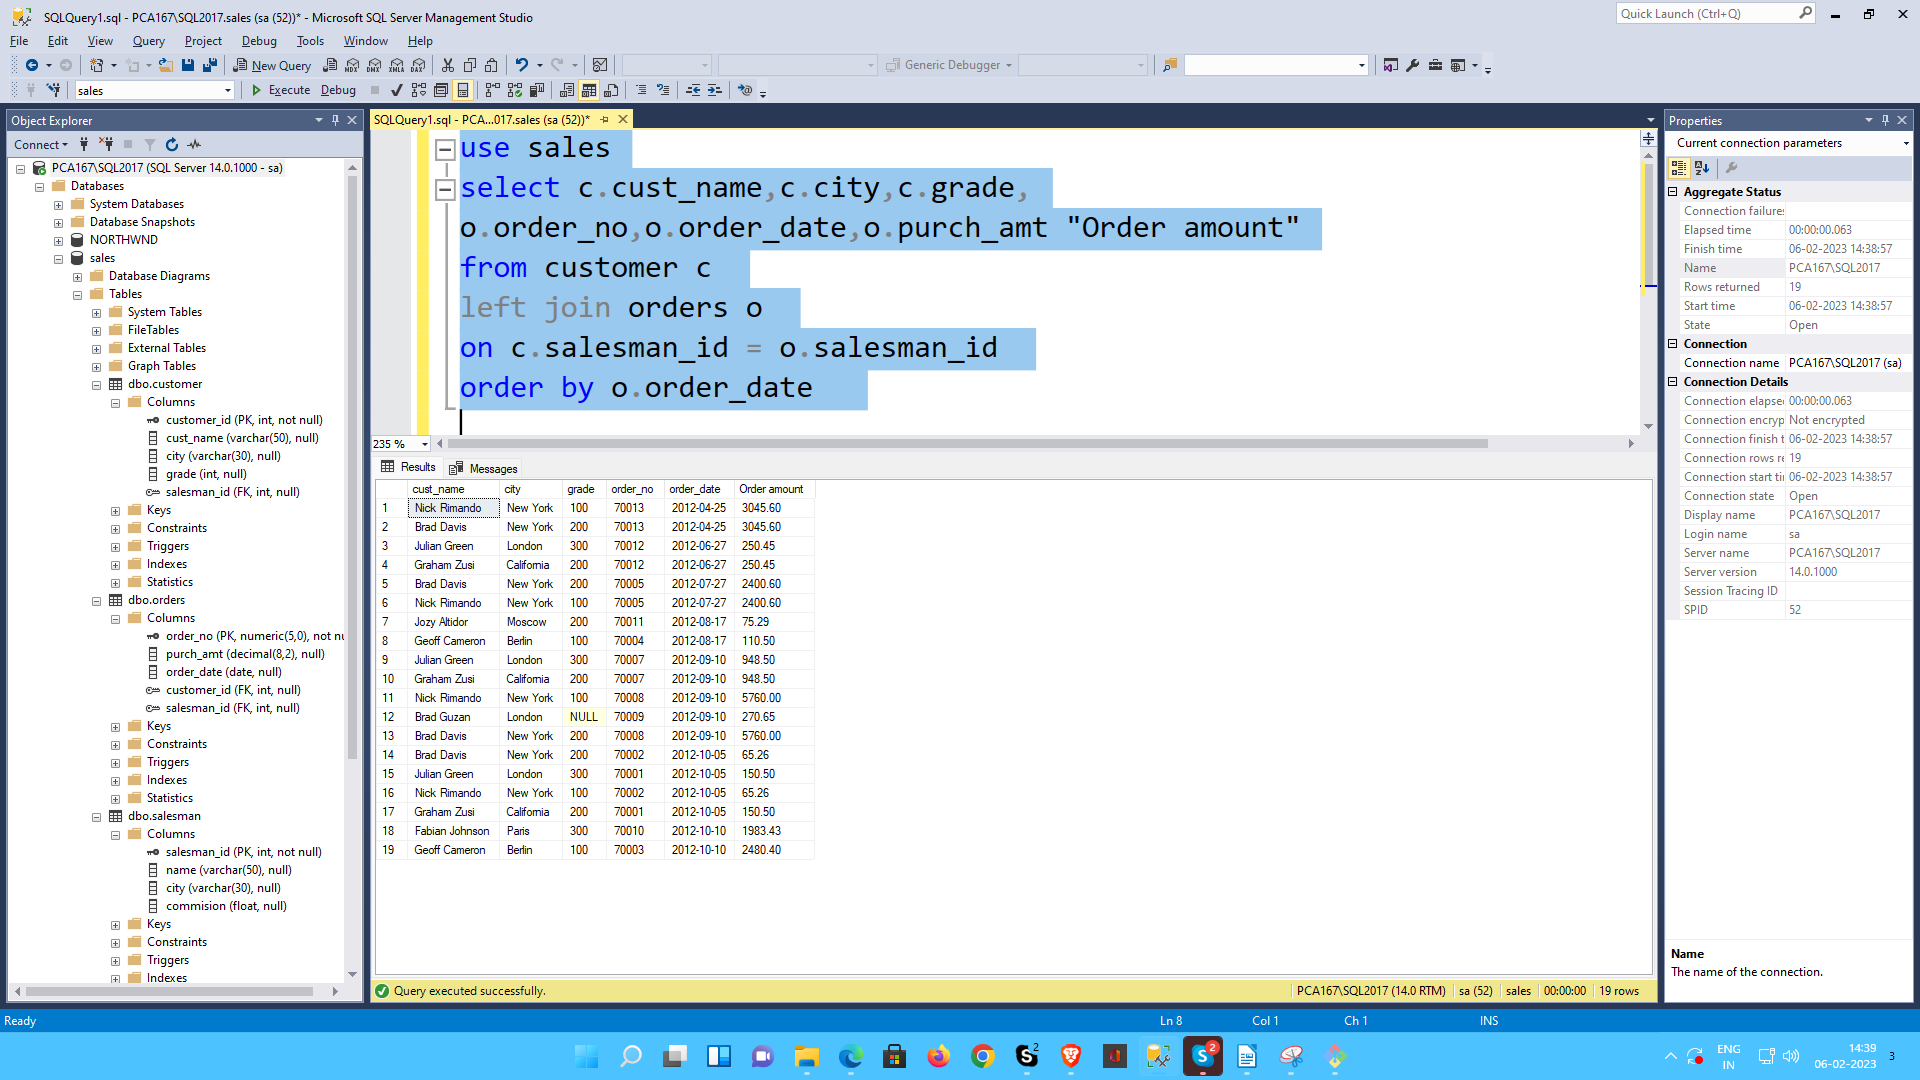 SQLQuery1.sql - PCA167\SQL2017.sales (sa (52))* - Microsoft SQL Server Management Studio
Quick Launch (Ctrl+Q)
File Edit View Query Project Debug Tools Window Help
New Query MDX DMX XMLA DAX Generic Debugger
sales Execute Debug
Object Explorer
Connect
PCA167\SQL2017 (SQL Server 14.0.1000 - sa)
Databases
System Databases
Database Snapshots
NORTHWND
sales
Database Diagrams
Tables
System Tables
FileTables
External Tables
Graph Tables
dbo.customer
Columns
customer_id (PK, int, not null)
cust_name (varchar(50), null)
city (varchar(30), null)
grade (int, null)
salesman_id (FK, int, null)
Keys
Constraints
Triggers
Indexes
Statistics
dbo.orders
Columns
order_no (PK, numeric(5,0), not nu
purch_amt (decimal(8,2), null)
order_date (date, null)
customer_id (FK, int, null)
salesman_id (FK, int, null)
Keys
Constraints
Triggers
Indexes
Statistics
dbo.salesman
Columns
salesman_id (PK, int, not null)
name (varchar(50), null)
city (varchar(30), null)
commision (float, null)
Keys
Constraints
Triggers
Indexes
SQLQuery1.sql - PCA...017.sales (sa (52))*
use sales
select c.cust_name,c.city,c.grade,
o.order_no,o.order_date,o.purch_amt "Order amount"
from customer c
left join orders o
on c.salesman_id = o.salesman_id
order by o.order_date
235 %
Results Messages
cust_name city grade order_no order_date Order amount
1 Nick Rimando New York 100 70013 2012-04-25 3045.60
2 Brad Davis New York 200 70013 2012-04-25 3045.60
3 Julian Green London 300 70012 2012-06-27 250.45
4 Graham Zusi California 200 70012 2012-06-27 250.45
5 Brad Davis New York 200 70005 2012-07-27 2400.60
6 Nick Rimando New York 100 70005 2012-07-27 2400.60
7 Jozy Altidor Moscow 200 70011 2012-08-17 75.29
8 Geoff Cameron Berlin 100 70004 2012-08-17 110.50
9 Julian Green London 300 70007 2012-09-10 948.50
10 Graham Zusi California 200 70007 2012-09-10 948.50
11 Nick Rimando New York 100 70008 2012-09-10 5760.00
12 Brad Guzan London NULL 70009 2012-09-10 270.65
13 Brad Davis New York 200 70008 2012-09-10 5760.00
14 Brad Davis New York 200 70002 2012-10-05 65.26
15 Julian Green London 300 70001 2012-10-05 150.50
16 Nick Rimando New York 100 70002 2012-10-05 65.26
17 Graham Zusi California 200 70001 2012-10-05 150.50
18 Fabian Johnson Paris 300 70010 2012-10-10 1983.43
19 Geoff Cameron Berlin 100 70003 2012-10-10 2480.40
Query executed successfully. PCA167\SQL2017 (14.0 RTM) sa (52) sales 00:00:00 19 rows
Properties
Current connection parameters
Aggregate Status
Connection failures
Elapsed time 00:00:00.063
Finish time 06-02-2023 14:38:57
Name PCA167\SQL2017
Rows returned 19
Start time 06-02-2023 14:38:57
State Open
Connection
Connection name PCA167\SQL2017 (sa)
Connection Details
Connection elapse 00:00:00.063
Connection encryp Not encrypted
Connection finish t 06-02-2023 14:38:57
Connection rows re 19
Connection start ti 06-02-2023 14:38:57
Connection state Open
Display name PCA167\SQL2017
Login name sa
Server name PCA167\SQL2017
Server version 14.0.1000
Session Tracing ID
SPID 52
Name
The name of the connection.
Ready Ln 8 Col 1 Ch 1 INS
2
2
ENG
IN
14:39
06-02-2023
3